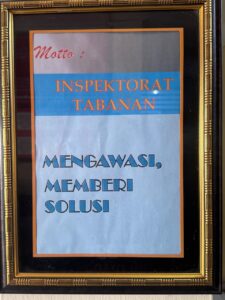 Motto :
INSPEKTORAT
TABANAN
MENGAWASI,
MEMBERI
SOLUSI